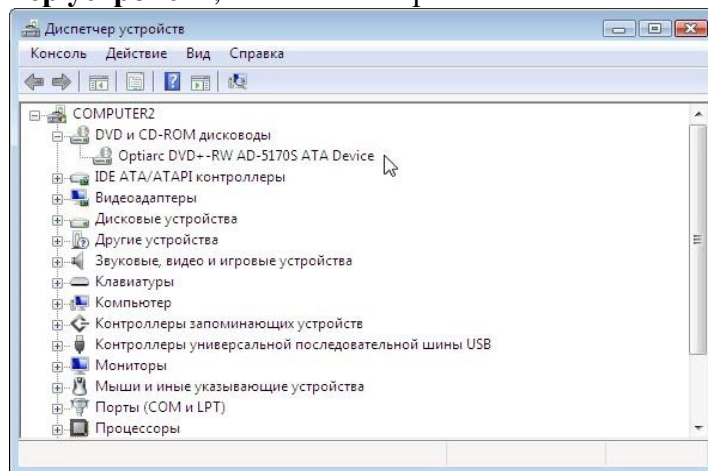 Диспетчер устройств
Консоль Действие Вид Справка
COMPUTER2
DVD и CD-ROM дисководы
Optiarc DVD+-RW AD-5170S ATA Device
IDE ATA/ATAPI контроллеры
Видеоадаптеры
Дисковые устройства
Другие устройства
Звуковые, видео и игровые устройства
Клавиатуры
Компьютер
Контроллеры запоминающих устройств
Контроллеры универсальной последовательной шины USB
Мониторы
Мыши и иные указывающие устройства
Порты (COM и LPT)
Процессоры